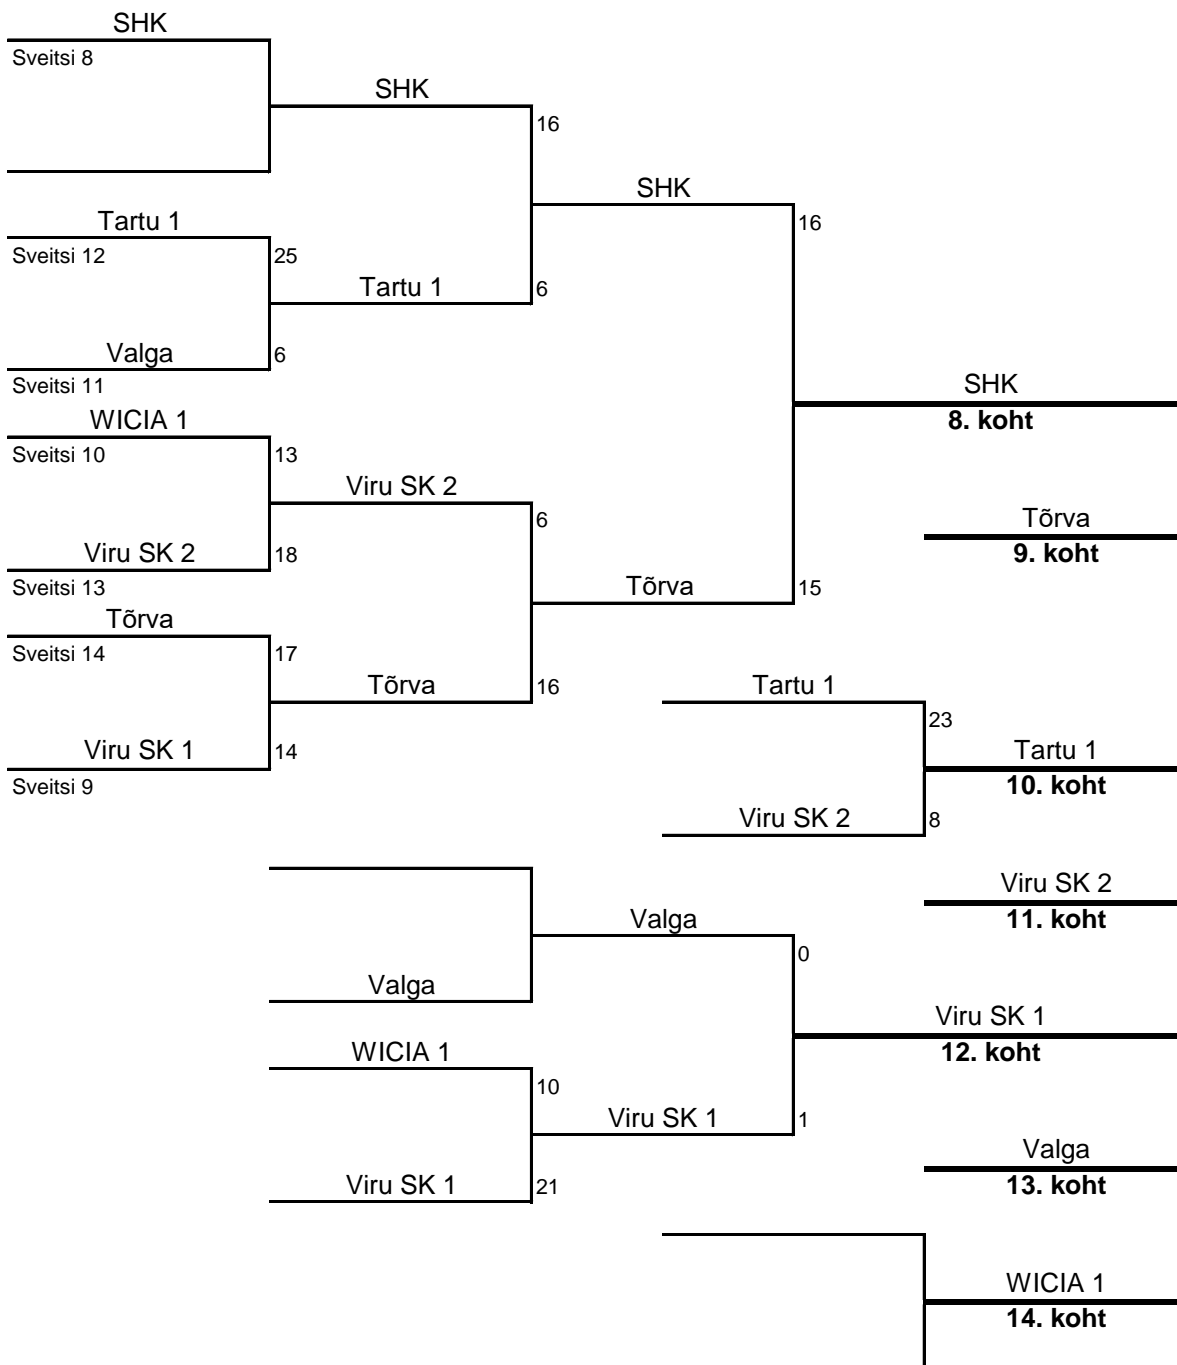 SHK
Sveitsi 8
SHK
16
SHK
16
Tartu 1
Sveitsi 12
25
Tartu 1
6
Valga
6
Sveitsi 11
SHK
8. koht
WICIA 1
Sveitsi 10
13
Viru SK 2
6
Tõrva
9. koht
Viru SK 2
18
Sveitsi 13
Tõrva
15
Tõrva
Sveitsi 14
17
Tõrva
16
Tartu 1
23
Viru SK 1
14
Sveitsi 9
Tartu 1
10. koht
Viru SK 2
8
Viru SK 2
11. koht
Valga
0
Valga
Viru SK 1
12. koht
WICIA 1
10
Viru SK 1
1
Viru SK 1
21
Valga
13. koht
WICIA 1
14. koht